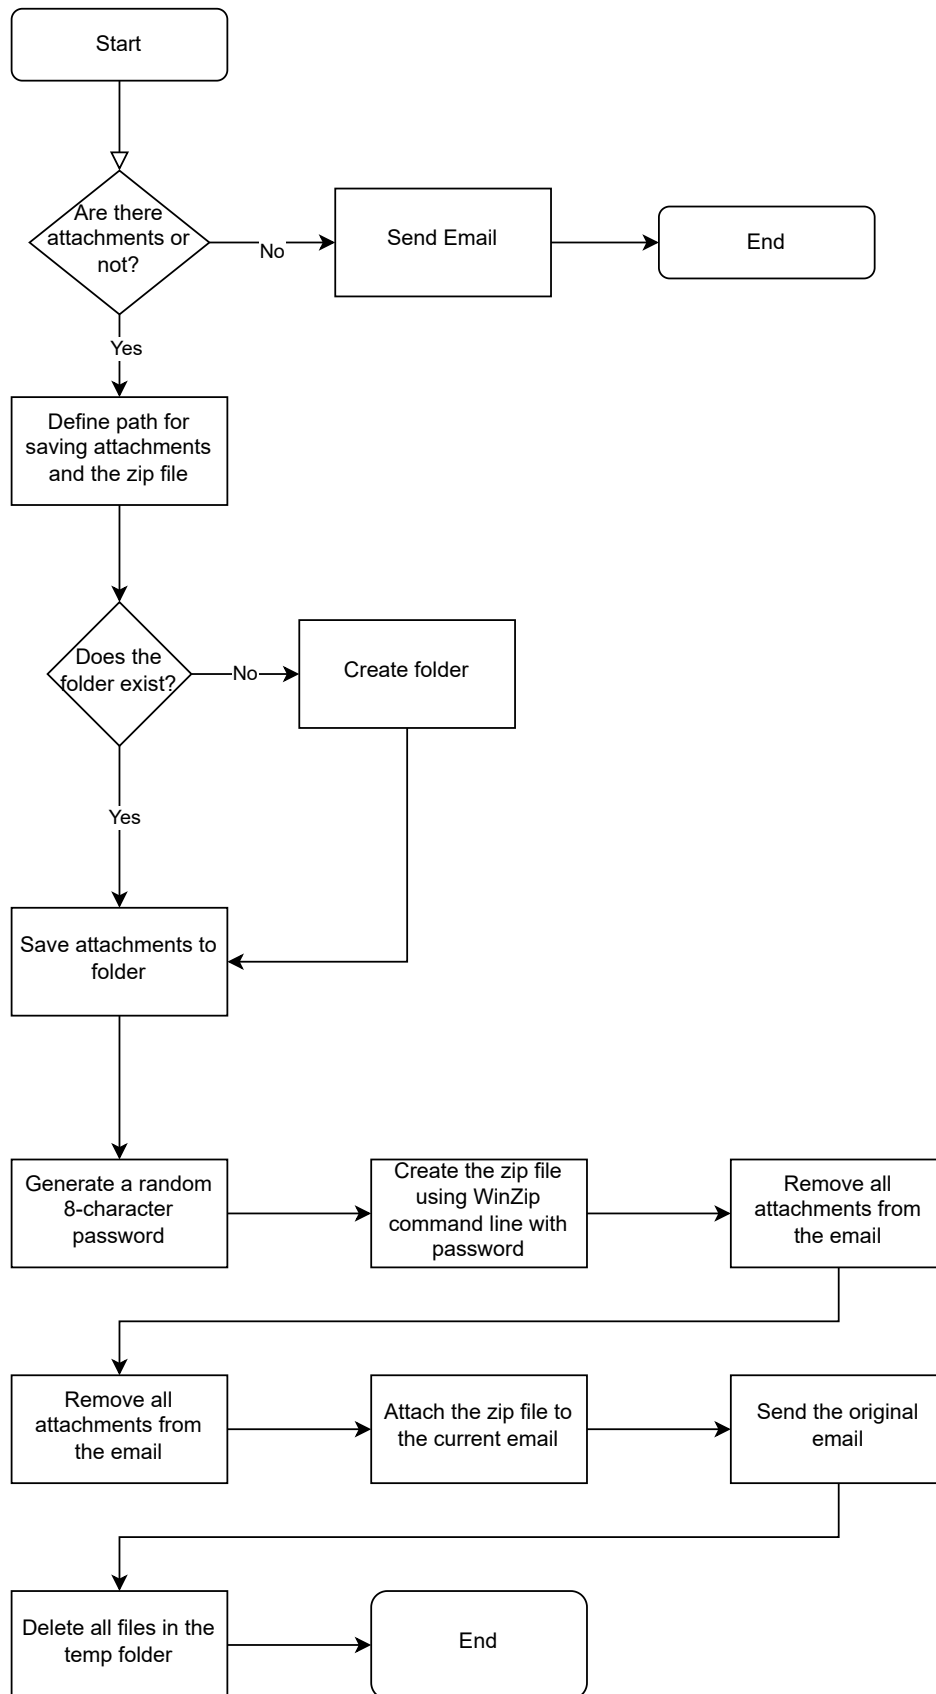 Start
Are there
attachments or
not?
No
Send Email
End
Yes
Define path for
saving attachments
and the zip file
Does the
folder exist?
No
Create folder
Yes
Save attachments to
folder
Generate a random
8-character
password
Create the zip file
using WinZip
command line with
password
Remove all
attachments from
the email
Remove all
attachments from
the email
Attach the zip file to
the current email
Send the original
email
Delete all files in the
temp folder
End